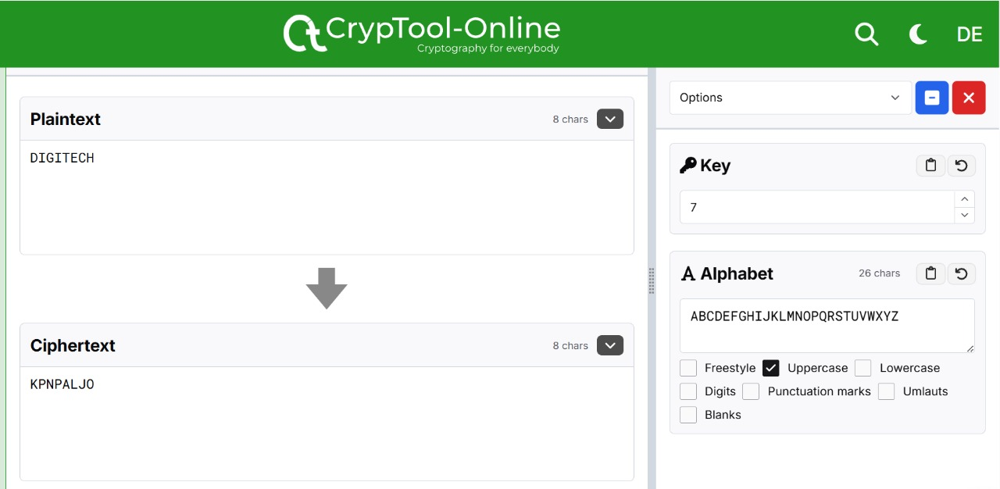 CrypTool-Online
Cryptography for everybody
DE
Plaintext 8 chars
DIGITECH
Ciphertext 8 chars
KPNPALJO
Options
Key
7
Alphabet 26 chars
ABCDEFGHIJKLMNOPQRSTUVWXYZ
Freestyle Uppercase Lowercase
Digits Punctuation marks Umlauts
Blanks